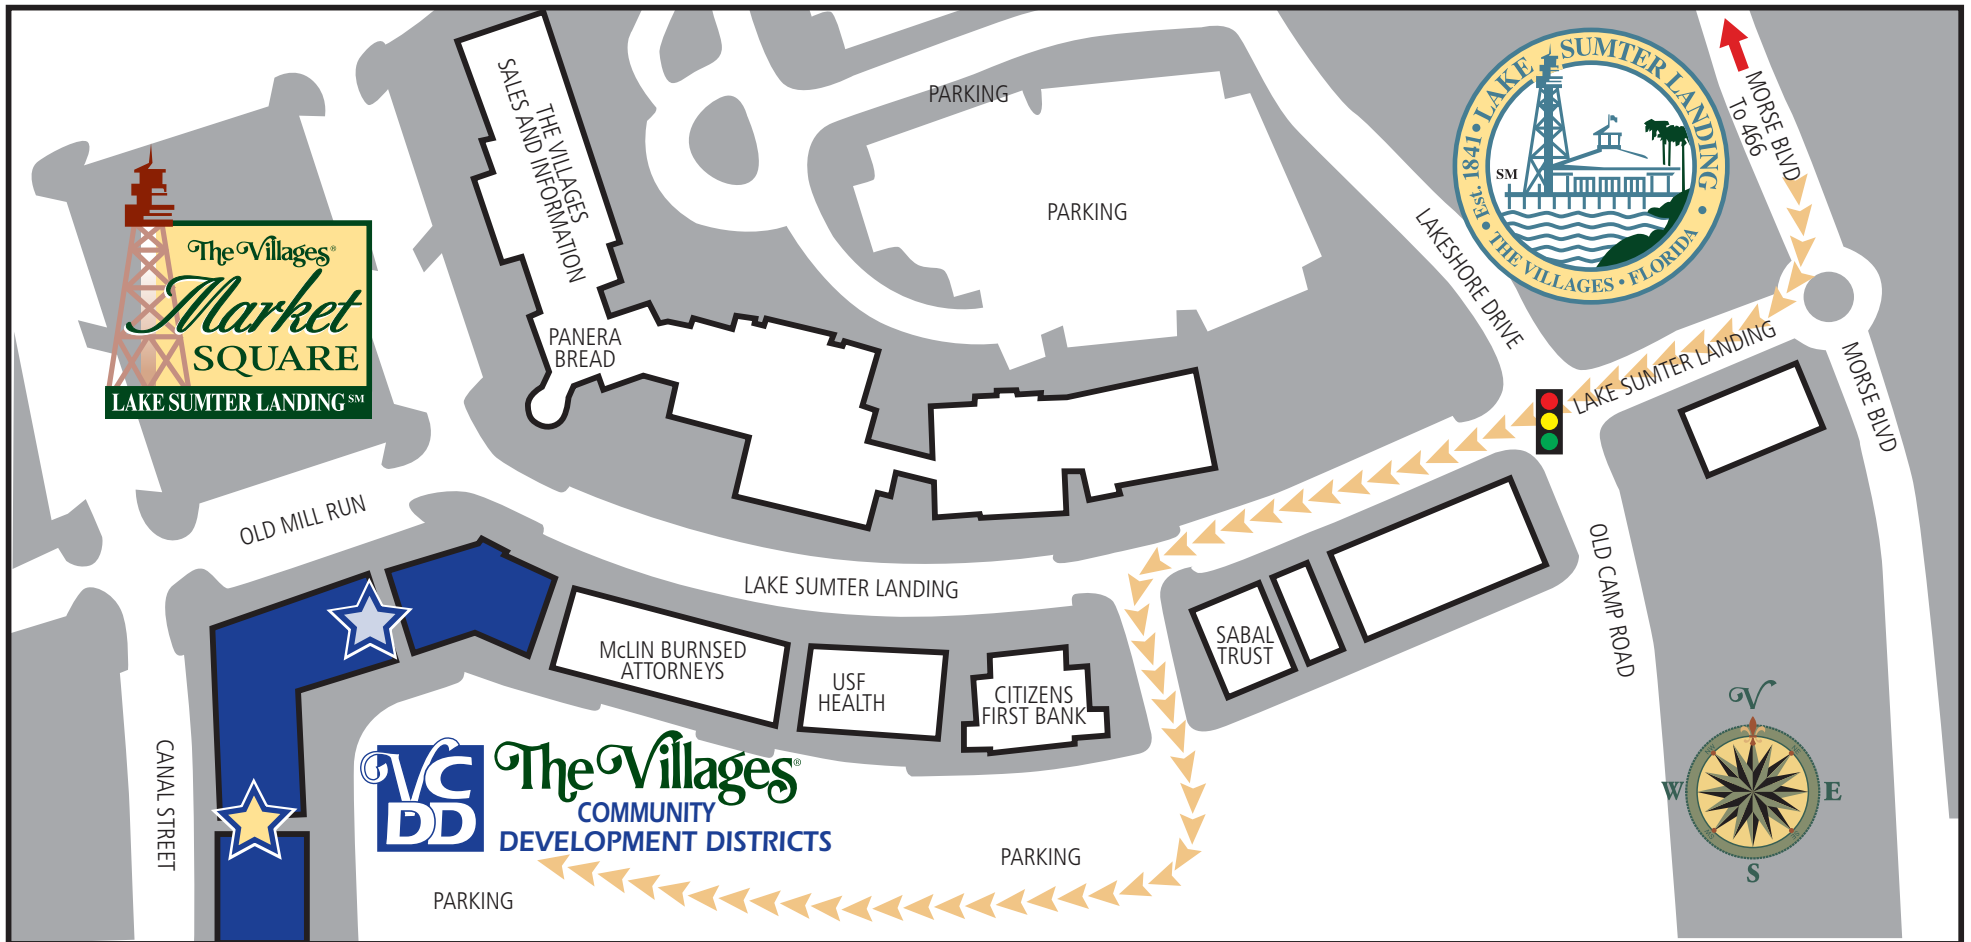 THE VILLAGES
SALES AND INFORMATION
PANERA
BREAD
PARKING
PARKING
LAKESHORE DRIVE
• LAKE SUMTER LANDING •
Est. 1841
• THE VILLAGES • FLORIDA
SM
MORSE BLVD
To 466
LAKE SUMTER LANDING
MORSE BLVD
The Villages®
Market
SQUARE
LAKE SUMTER LANDING SM
OLD MILL RUN
LAKE SUMTER LANDING
OLD CAMP ROAD
McLIN BURNSED
ATTORNEYS
USF
HEALTH
CITIZENS
FIRST BANK
SABAL
TRUST
CANAL STREET
VC
DD
The Villages®
COMMUNITY
DEVELOPMENT DISTRICTS
PARKING
PARKING
V
W
E
S